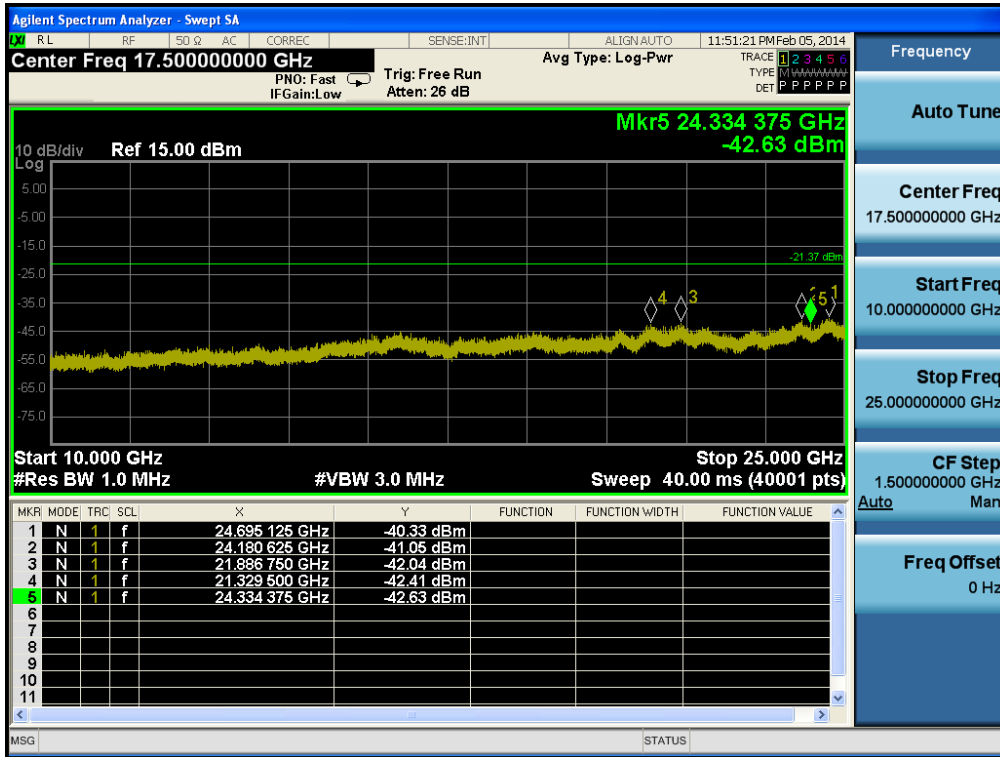 Agilent Spectrum Analyzer - Swept SA
LXI RL RF 50 Ω AC CORREC SENSE:INT ALIGN AUTO 11:51:21 PM Feb 05, 2014
Center Freq 17.500000000 GHz
PNO: Fast
IFGain:Low
Trig: Free Run
Atten: 26 dB
Avg Type: Log-Pwr
TRACE 1 2 3 4 5 6
TYPE M
DET P P P P P P
Mkr5 24.334 375 GHz
-42.63 dBm
10 dB/div Ref 15.00 dBm
Log
5.00
-5.00
-15.0
-21.37 dBm
-25.0
-35.0
4 3 5 1
-45.0
-55.0
-65.0
-75.0
Start 10.000 GHz Stop 25.000 GHz
#Res BW 1.0 MHz #VBW 3.0 MHz Sweep 40.00 ms (40001 pts)
MKR MODE TRC SCL X Y FUNCTION FUNCTION WIDTH FUNCTION VALUE
1 N 1 f 24.695 125 GHz -40.33 dBm
2 N 1 f 24.180 625 GHz -41.05 dBm
3 N 1 f 21.886 750 GHz -42.04 dBm
4 N 1 f 21.329 500 GHz -42.41 dBm
5 N 1 f 24.334 375 GHz -42.63 dBm
6
7
8
9
10
11
MSG STATUS
Frequency
Auto Tune
Center Freq
17.500000000 GHz
Start Freq
10.000000000 GHz
Stop Freq
25.000000000 GHz
CF Step
1.500000000 GHz
Auto Man
Freq Offset
0 Hz